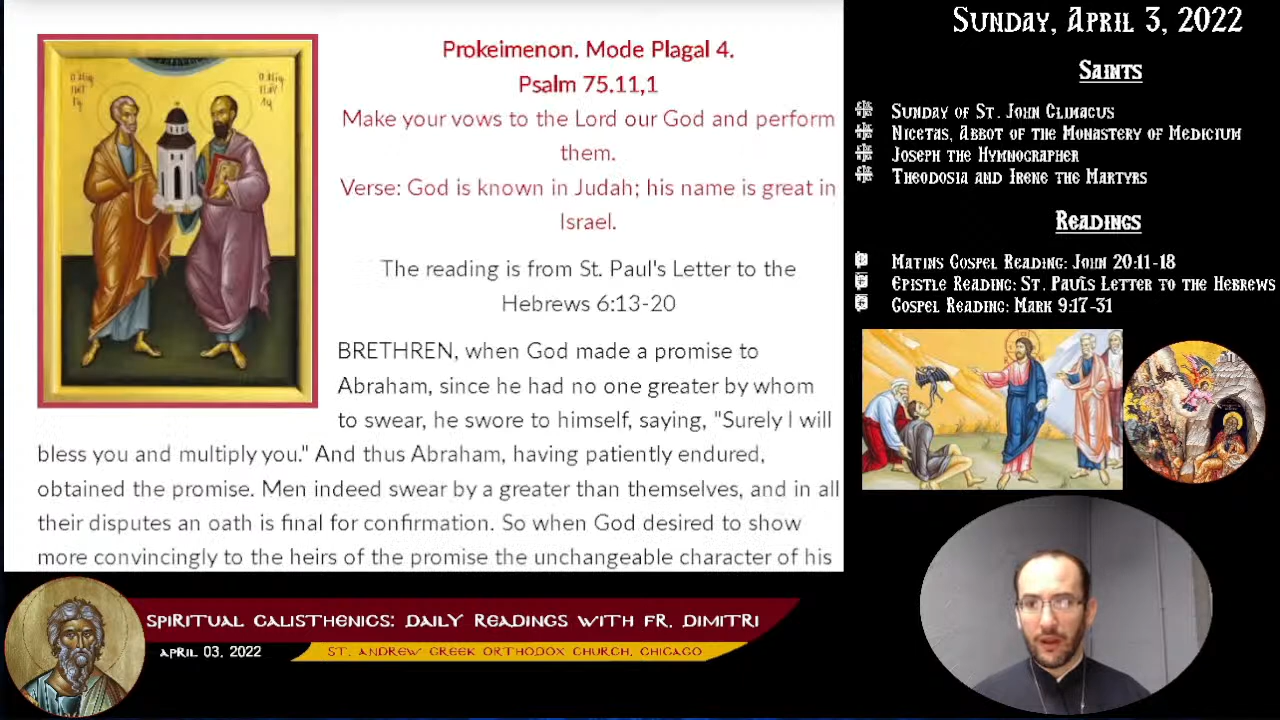 Prokeimenon. Mode Plagal 4.
Psalm 75.11,1
Make your vows to the Lord our God and perform
them.
Verse: God is known in Judah; his name is great in
Israel.
The reading is from St. Paul's Letter to the
Hebrews 6:13-20
BRETHREN, when God made a promise to
Abraham, since he had no one greater by whom
to swear, he swore to himself, saying, "Surely I will
bless you and multiply you." And thus Abraham, having patiently endured,
obtained the promise. Men indeed swear by a greater than themselves, and in all
their disputes an oath is final for confirmation. So when God desired to show
more convincingly to the heirs of the promise the unchangeable character of his
Sunday, April 3, 2022
Saints
Sunday of St. John Climacus
Nicetas, Abbot of the Monastery of Medicium
Joseph the Hymnographer
Theodosia and Irene the Martyrs
Readings
Matins Gospel Reading: John 20:11-18
Epistle Reading: St. Paul's Letter to the Hebrews
Gospel Reading: Mark 9:17-31
SPIRITUAL CALISTHENICS: DAILY READINGS WITH FR. DIMITRI
APRIL 03, 2022
ST. ANDREW GREEK ORTHODOX CHURCH, CHICAGO